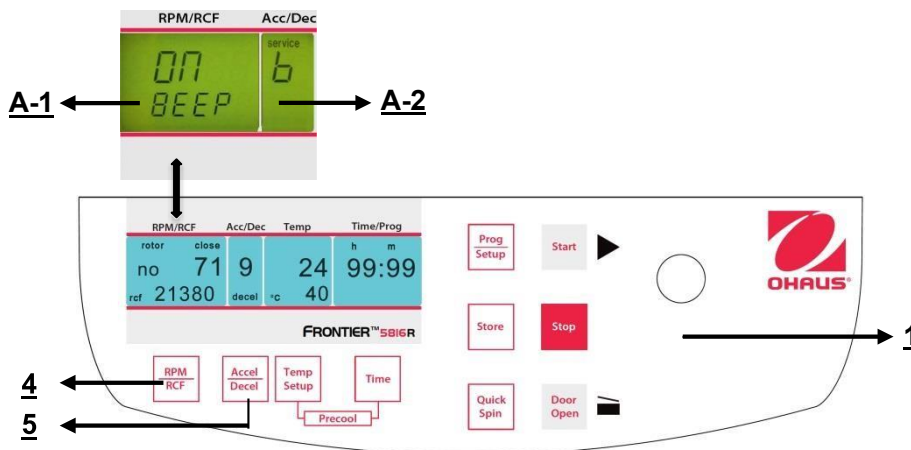 RPM/RCF Acc/Dec
service
ON b
BEEP
A-1 A-2
RPM/RCF Acc/Dec Temp Time/Prog
rotor close h m
no 71 9 24 99:99
rcf 21380 decel °C 40
FRONTIER™ 5816R
RPM
RCF
Accel
Decel
Temp
Setup
Time
Precool
4
5
Prog
Setup
Start
Store
Stop
Quick
Spin
Door
Open
OHAUS®
1